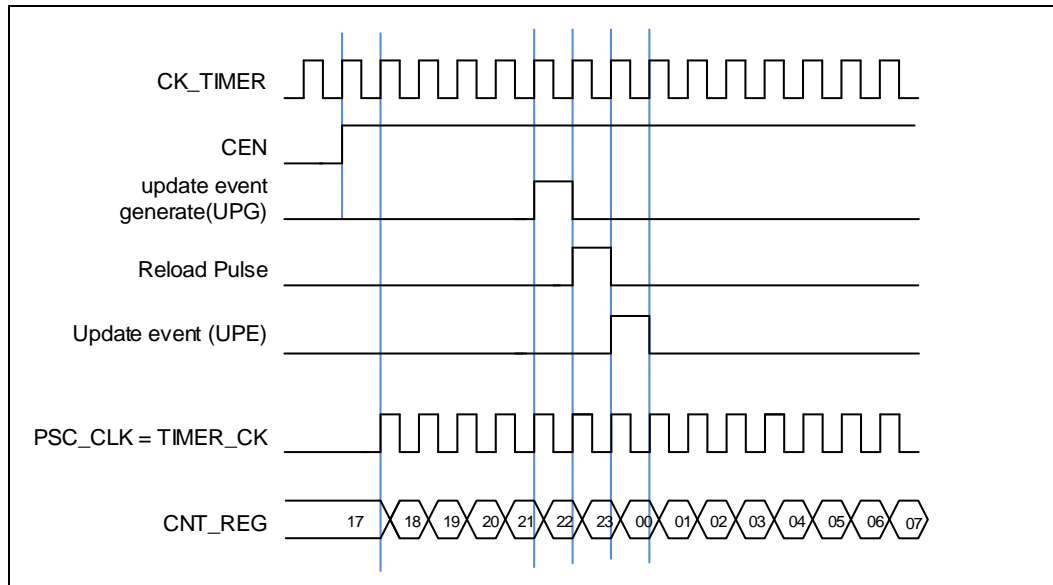 CK_TIMER
CEN
update event
generate(UPG)
Reload Pulse
Update event (UPE)
PSC_CLK = TIMER_CK
CNT_REG 17 18 19 20 21 22 23 00 01 02 03 04 05 06 07